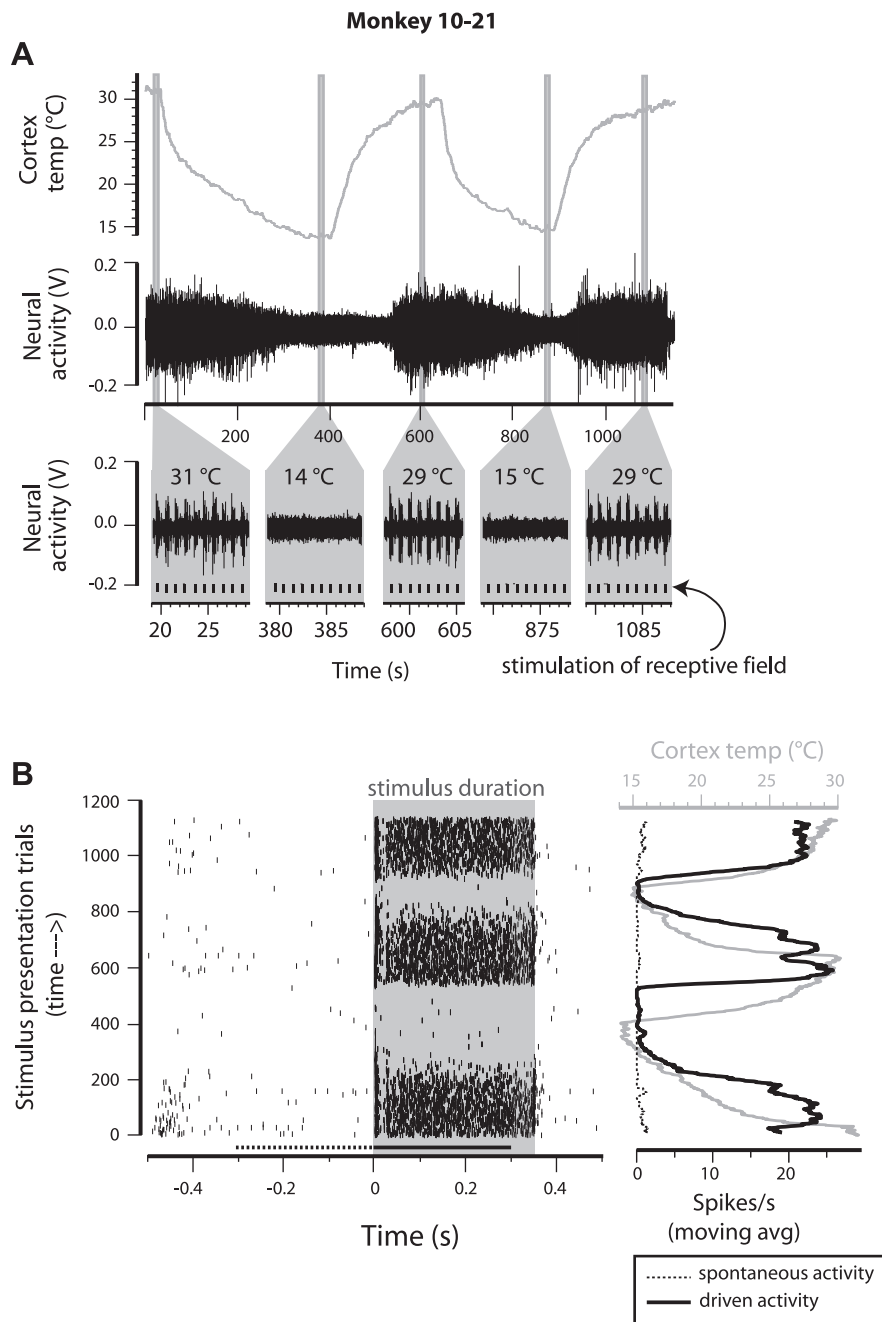 Monkey 10-21
A
Cortex
temp (°C)
30
25
20
15
Neural
activity (V)
0.2
0.0
-0.2
200 400 600 800 1000
Neural
activity (V)
0.2
0.0
-0.2
31 °C 14 °C 29 °C 15 °C 29 °C
20 25 380 385 600 605 875 1085
Time (s)
stimulation of receptive field
B
stimulus duration
Stimulus presentation trials
(time --->)
1200
1000
800
600
400
200
0
-0.4 -0.2 0 0.2 0.4
Time (s)
Cortex temp (°C)
15 20 25 30
0 10 20
Spikes/s
(moving avg)
spontaneous activity
driven activity